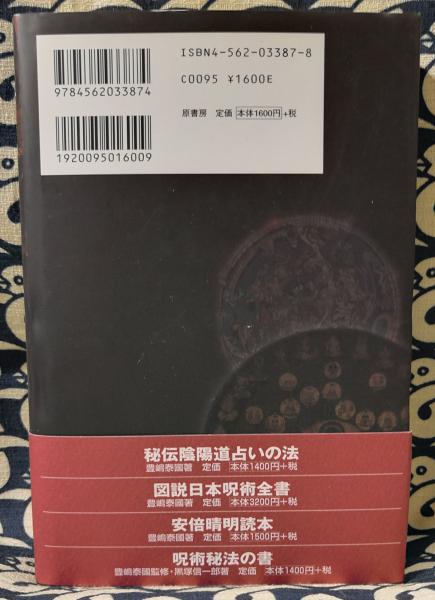 ISBN4-562-03387-8
C0095 ¥1600E
原書房 定価 本体1600円+税
9784562033874
1920095016009
秘伝陰陽道占いの法
豊嶋泰國著 定価 本体1400円+税
図説日本呪術全書
豊嶋泰國著 定価 本体3200円+税
安倍晴明読本
豊嶋泰國著 定価 本体1500円+税
呪術秘法の書
豊嶋泰國監修・黒塚信一郎著 定価 本体1400円+税